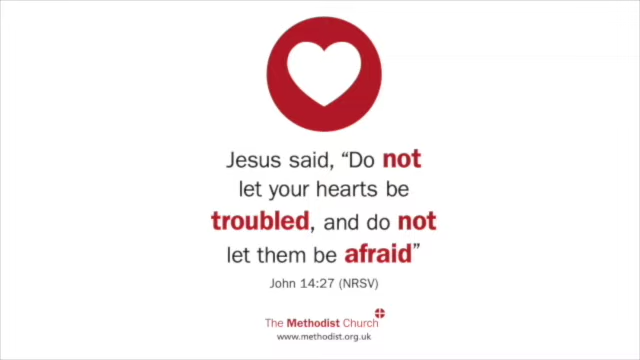 Jesus said, “Do not
let your hearts be
troubled, and do not
let them be afraid”
John 14:27 (NRSV)
The Methodist Church
www.methodist.org.uk